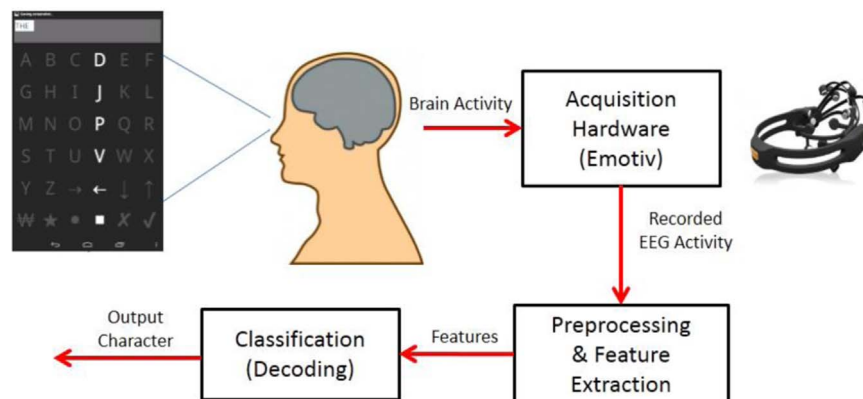 THE
A B C D E F
G H I J K L
M N O P Q R
S T U V W X
Y Z → ← ↓ ↑
₩ ★ ● ■ ✗ ✓
Brain Activity
Acquisition
Hardware
(Emotiv)
Recorded
EEG Activity
Preprocessing
& Feature
Extraction
Features
Classification
(Decoding)
Output
Character